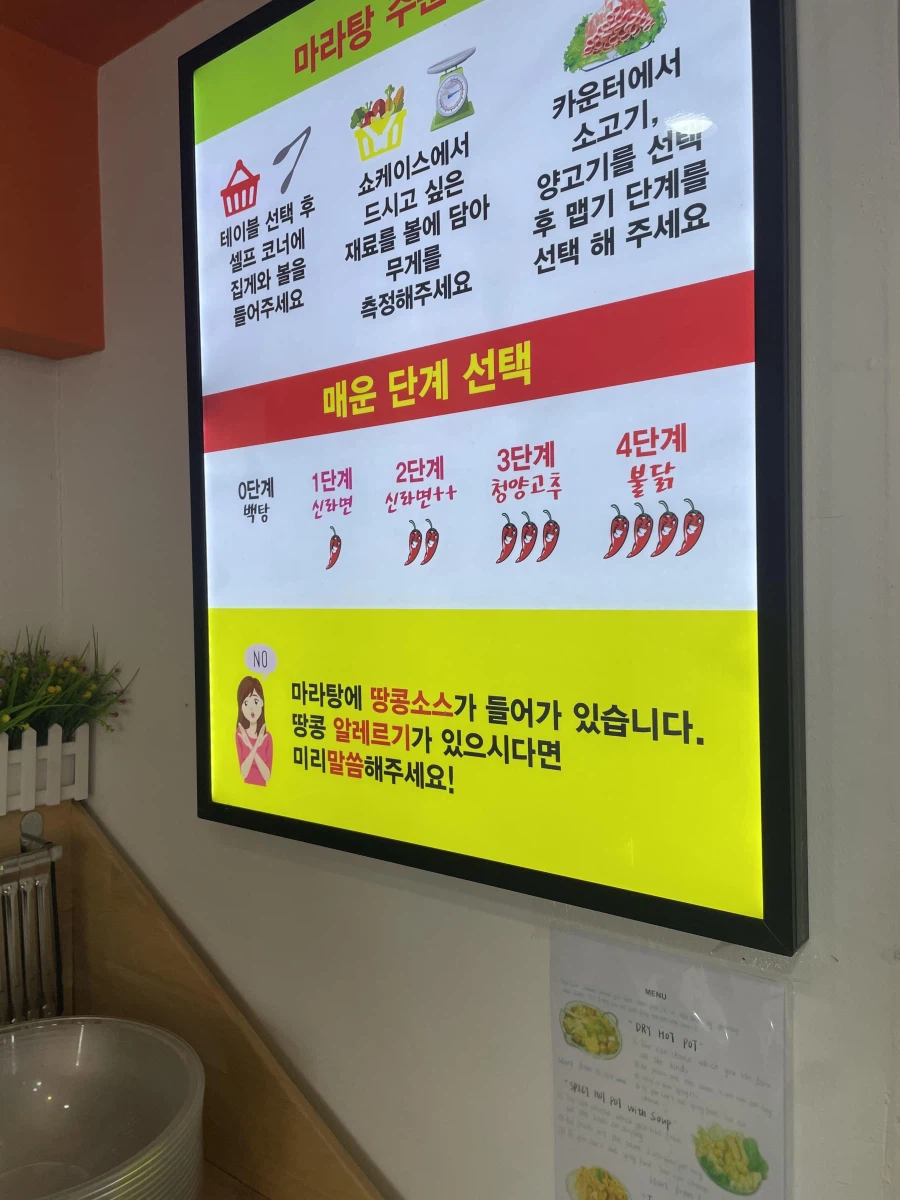 마라탕 주문
테이블 선택 후
셀프 코너에
집게와 볼을
들어주세요
쇼케이스에서
드시고 싶은
재료를 볼에 담아
무게를
측정해주세요
카운터에서
소고기,
양고기를 선택
후 맵기 단계를
선택 해 주세요
매운 단계 선택
0단계
백탕
1단계
신라면
2단계
신라면++
3단계
청양고추
4단계
불닭
NO
마라탕에 땅콩소스가 들어가 있습니다.
땅콩 알레르기가 있으시다면
미리말씀해주세요!
MENU
DRY HOT POT
SPICY HOT POT WITH SOUP